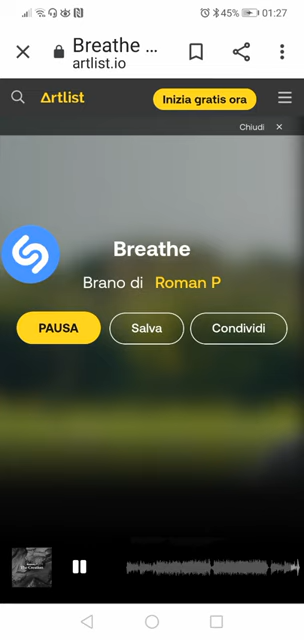 45% 01:27
Breathe ...
artlist.io
Artlist
Inizia gratis ora
Chiudi ×
Breathe
Brano di Roman P
PAUSA
Salva
Condividi